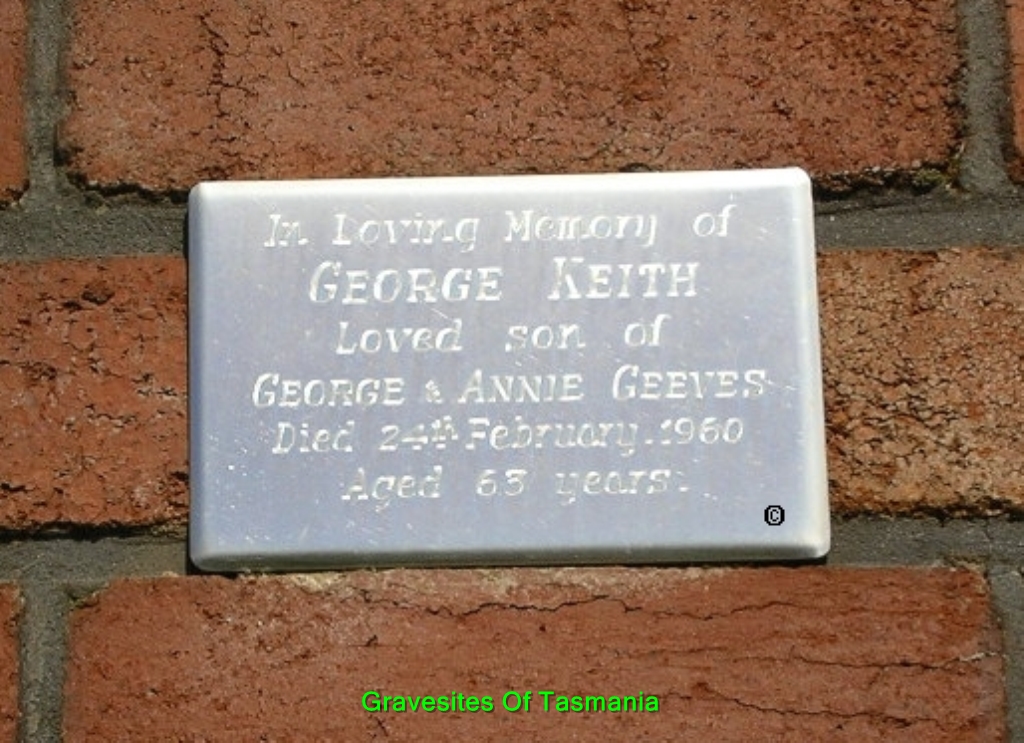 In Loving Memory of
GEORGE KEITH
Loved son of
GEORGE & ANNIE GEEVES
Died 24th February.1960
Aged 63 years.
©
Gravesites Of Tasmania